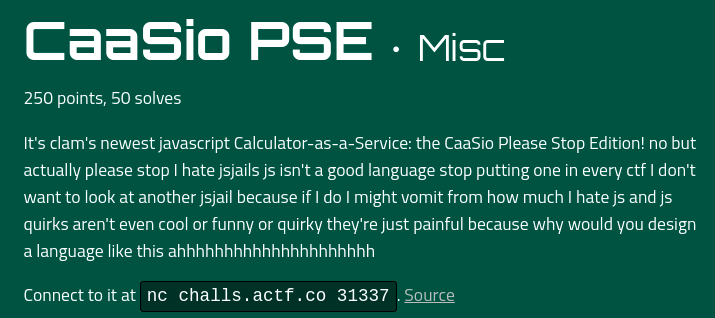 CaaSio PSE · Misc
250 points, 50 solves
It's clam's newest javascript Calculator-as-a-Service: the CaaSio Please Stop Edition! no but
actually please stop I hate jsjails js isn't a good language stop putting one in every ctf I don't
want to look at another jsjail because if I do I might vomit from how much I hate js and js
quirks aren't even cool or funny or quirky they're just painful because why would you design
a language like this ahhhhhhhhhhhhhhhhhhhhh
Connect to it at nc challs.actf.co 31337. Source